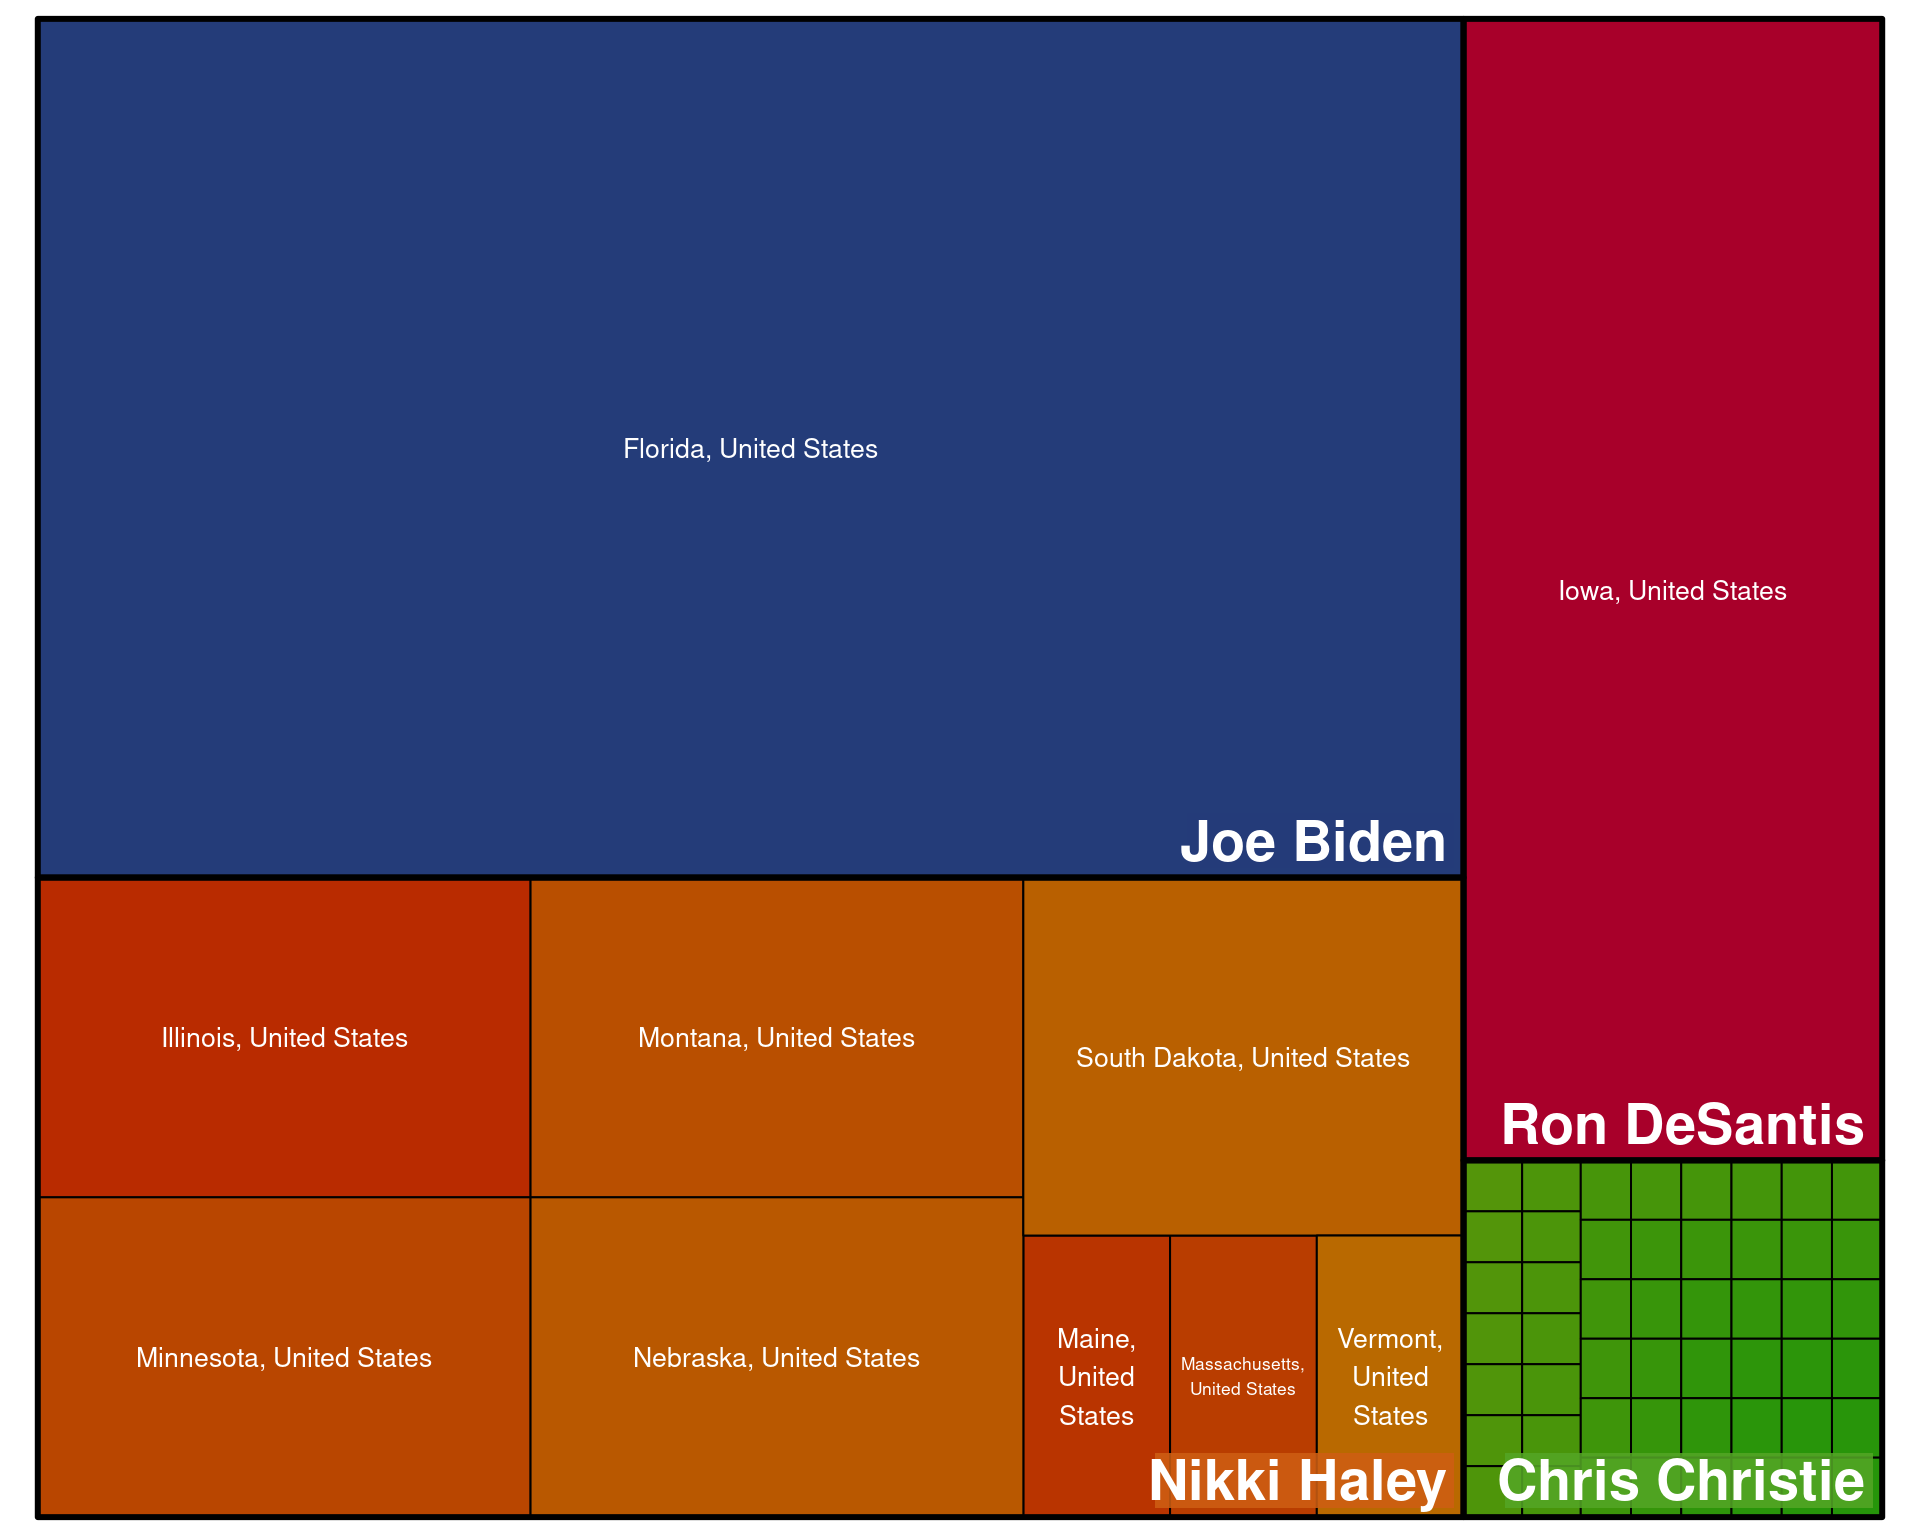 Florida, United States
Joe Biden
Iowa, United States
Ron DeSantis
Illinois, United States
Montana, United States
South Dakota, United States
Minnesota, United States
Nebraska, United States
Maine,
United
States
Massachusetts,
United States
Vermont,
United
States
Nikki Haley
Chris Christie